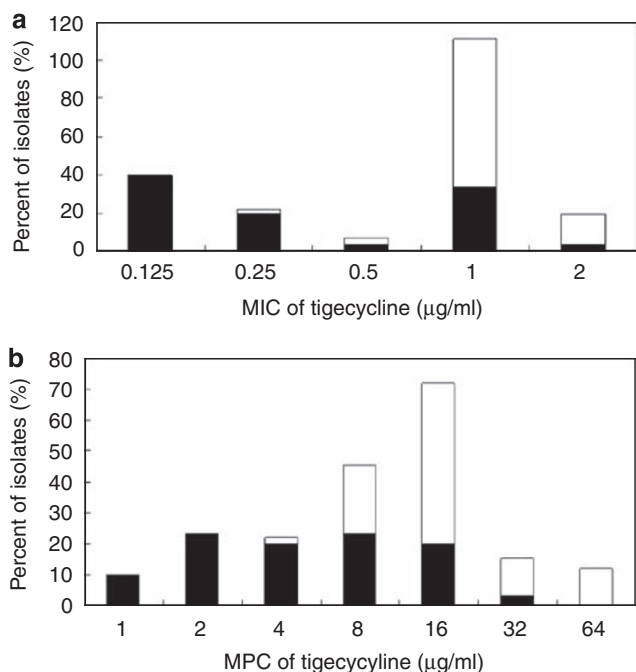 a
Percent of isolates (%)
120
100
80
60
40
20
0
0.125 0.25 0.5 1 2
MIC of tigecycline (μg/ml)
b
Percent of isolates (%)
80
70
60
50
40
30
20
10
0
1 2 4 8 16 32 64
MPC of tigecycyline (μg/ml)